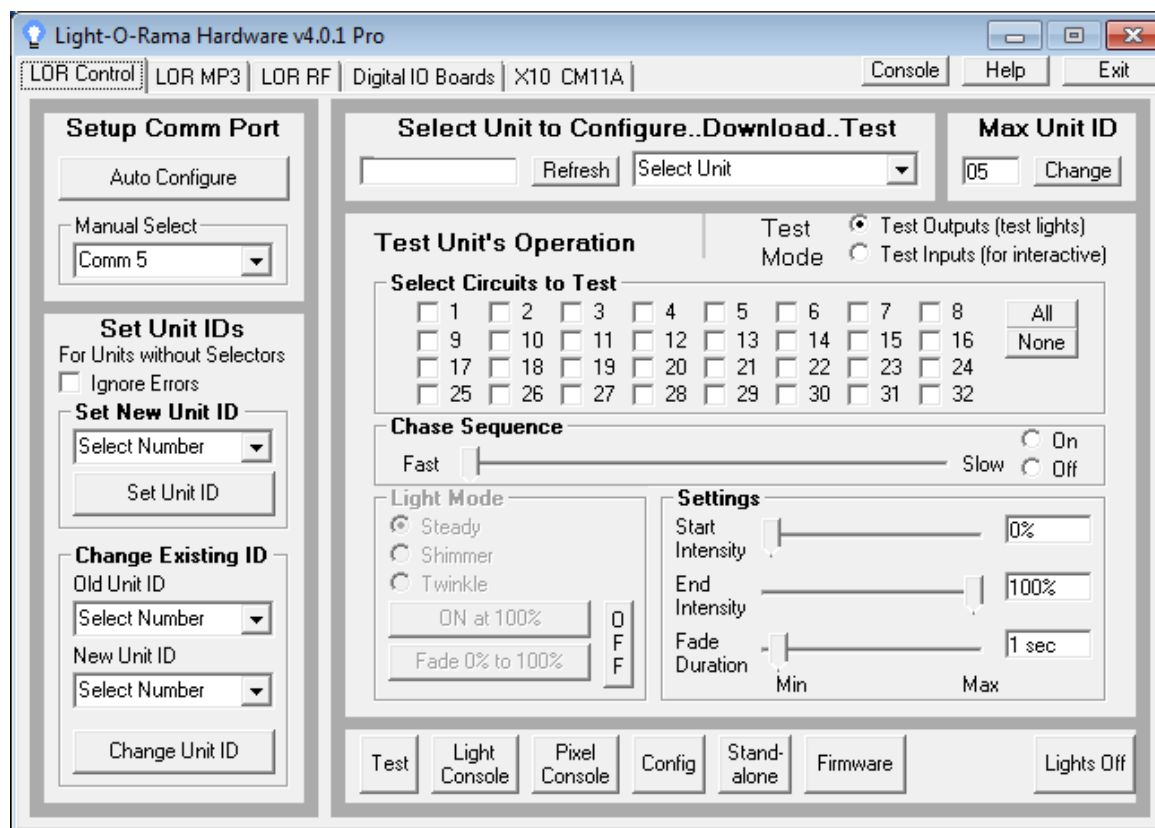 Light-O-Rama Hardware v4.0.1 Pro
LOR Control LOR MP3 LOR RF Digital IO Boards X10 CM11A Console Help Exit
Setup Comm Port
Auto Configure
Manual Select
Comm 5
Set Unit IDs
For Units without Selectors
Ignore Errors
Set New Unit ID
Select Number
Set Unit ID
Change Existing ID
Old Unit ID
Select Number
New Unit ID
Select Number
Change Unit ID
Select Unit to Configure..Download..Test
Refresh Select Unit
Max Unit ID
05 Change
Test Unit's Operation
Test Mode
Test Outputs (test lights)
Test Inputs (for interactive)
Select Circuits to Test
1 2 3 4 5 6 7 8
9 10 11 12 13 14 15 16
17 18 19 20 21 22 23 24
25 26 27 28 29 30 31 32
All
None
Chase Sequence
Fast Slow
On
Off
Light Mode
Steady
Shimmer
Twinkle
ON at 100%
Fade 0% to 100%
OFF
Settings
Start
Intensity
0%
End
Intensity
100%
Fade
Duration
1 sec
Min Max
Test
Light
Console
Pixel
Console
Config
Stand-
alone
Firmware
Lights Off